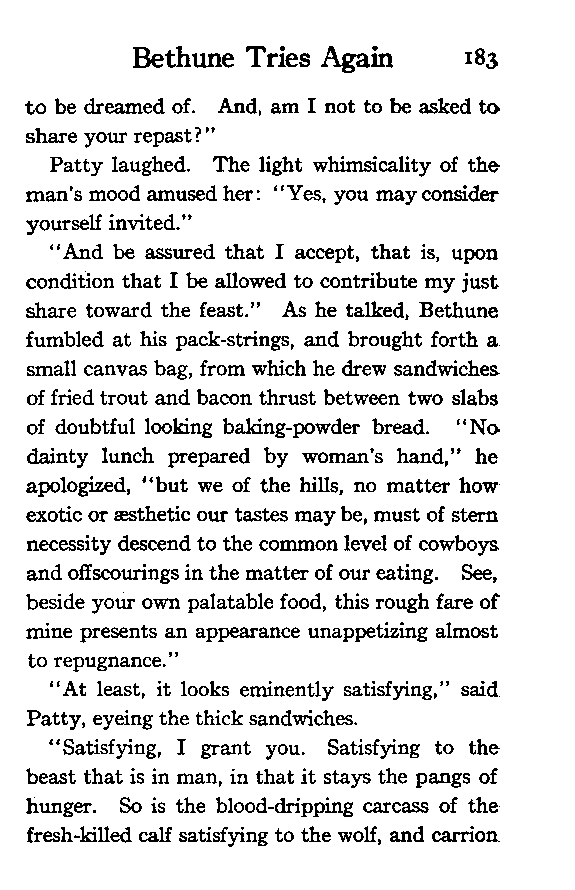 Bethune Tries Again 183
to be dreamed of. And, am I not to be asked to
share your repast?"
Patty laughed. The light whimsicality of the
man's mood amused her: "Yes, you may consider
yourself invited."
"And be assured that I accept, that is, upon
condition that I be allowed to contribute my just
share toward the feast." As he talked, Bethune
fumbled at his pack-strings, and brought forth a
small canvas bag, from which he drew sandwiches
of fried trout and bacon thrust between two slabs
of doubtful looking baking-powder bread. "No
dainty lunch prepared by woman's hand," he
apologized, "but we of the hills, no matter how
exotic or æsthetic our tastes may be, must of stern
necessity descend to the common level of cowboys
and offscourings in the matter of our eating. See,
beside your own palatable food, this rough fare of
mine presents an appearance unappetizing almost
to repugnance."
"At least, it looks eminently satisfying," said
Patty, eyeing the thick sandwiches.
"Satisfying, I grant you. Satisfying to the
beast that is in man, in that it stays the pangs of
hunger. So is the blood-dripping carcass of the
fresh-killed calf satisfying to the wolf, and carrion